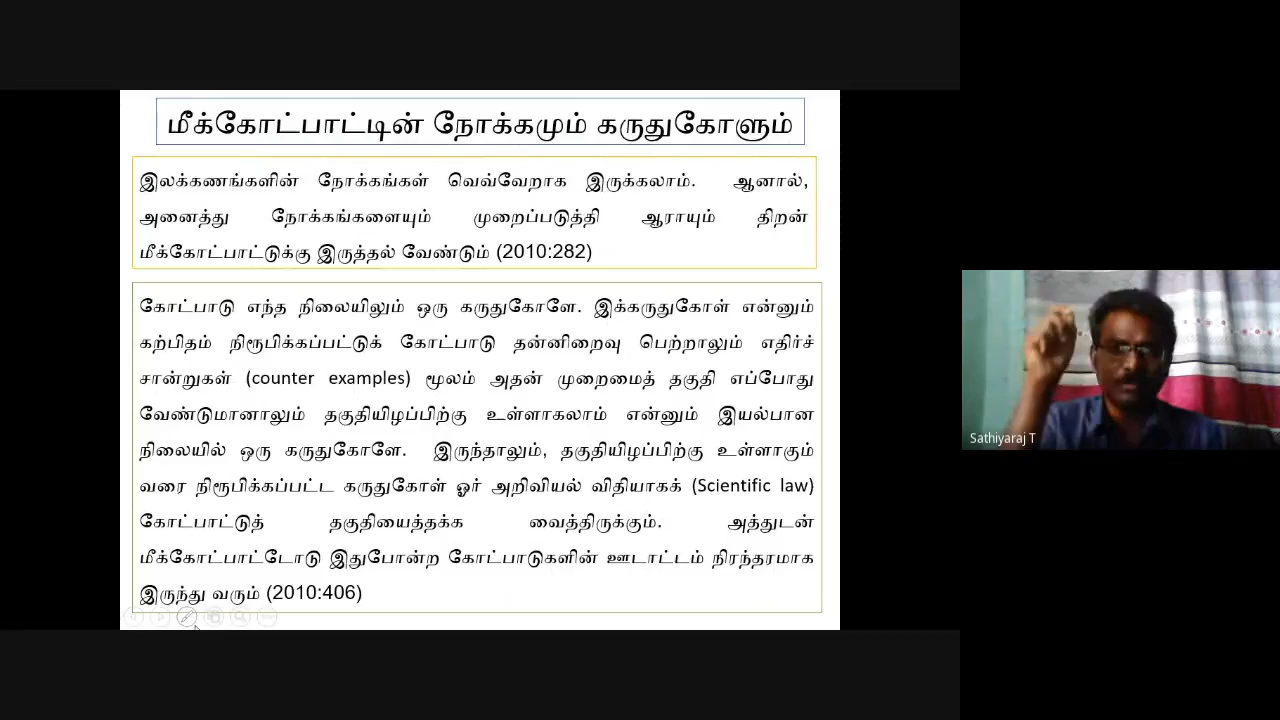 மீக்கோட்பாட்டின் நோக்கமும் கருதுகோளும்
இலக்கணங்களின் நோக்கங்கள் வெவ்வேறாக இருக்கலாம். ஆனால்,
அனைத்து நோக்கங்களையும் முறைப்படுத்தி ஆராயும் திறன்
மீக்கோட்பாட்டுக்கு இருத்தல் வேண்டும் (2010:282)
கோட்பாடு எந்த நிலையிலும் ஒரு கருதுகோளே. இக்கருதுகோள் என்னும்
கற்பிதம் நிரூபிக்கப்பட்டுக் கோட்பாடு தன்னிறைவு பெற்றாலும் எதிர்ச்
சான்றுகள் (counter examples) மூலம் அதன் முறைமைத் தகுதி எப்போது
வேண்டுமானாலும் தகுதியிழப்பிற்கு உள்ளாகலாம் என்னும் இயல்பான
நிலையில் ஒரு கருதுகோளே. இருந்தாலும், தகுதியிழப்பிற்கு உள்ளாகும்
வரை நிரூபிக்கப்பட்ட கருதுகோள் ஓர் அறிவியல் விதியாகக் (Scientific law)
கோட்பாட்டுத் தகுதியைத்தக்க வைத்திருக்கும். அத்துடன்
மீக்கோட்பாட்டோடு இதுபோன்ற கோட்பாடுகளின் ஊடாட்டம் நிரந்தரமாக
இருந்து வரும் (2010:406)
Sathiyaraj T